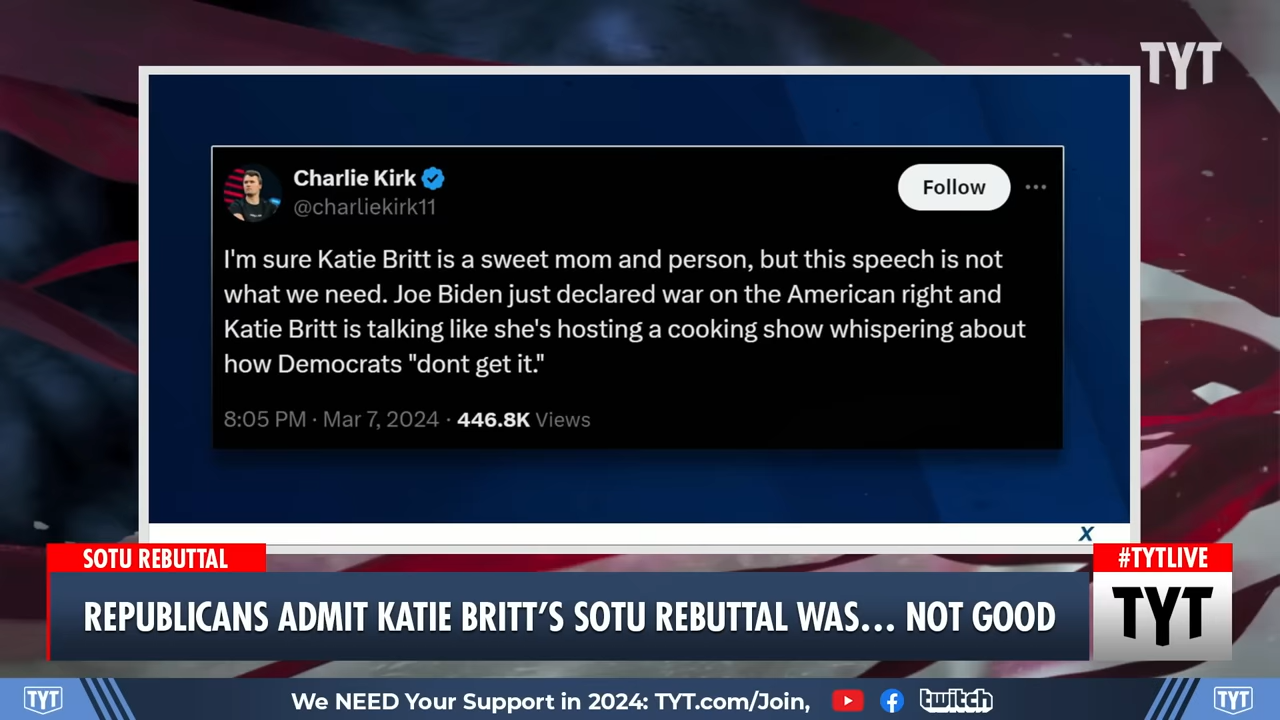 TYT
Charlie Kirk
@charliekirk11
Follow
I'm sure Katie Britt is a sweet mom and person, but this speech is not
what we need. Joe Biden just declared war on the American right and
Katie Britt is talking like she's hosting a cooking show whispering about
how Democrats "dont get it."
8:05 PM · Mar 7, 2024 · 446.8K Views
X
SOTU REBUTTAL
#TYTLIVE
REPUBLICANS ADMIT KATIE BRITT'S SOTU REBUTTAL WAS... NOT GOOD
TYT
TYT
We NEED Your Support in 2024: TYT.com/Join,
twitch
TYT